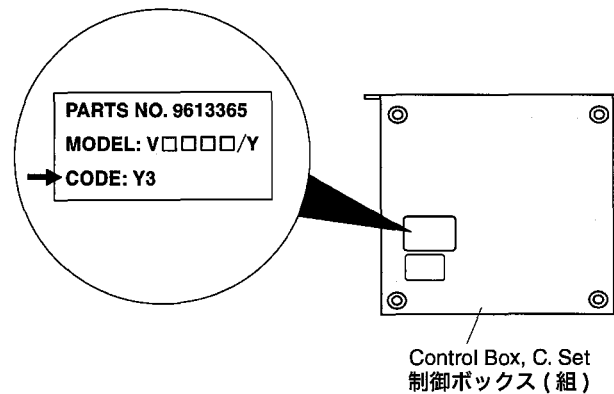 PARTS NO. 9613365
MODEL: V□□□□/Y
CODE: Y3
Control Box, C. Set
制御ボックス ( 組 )